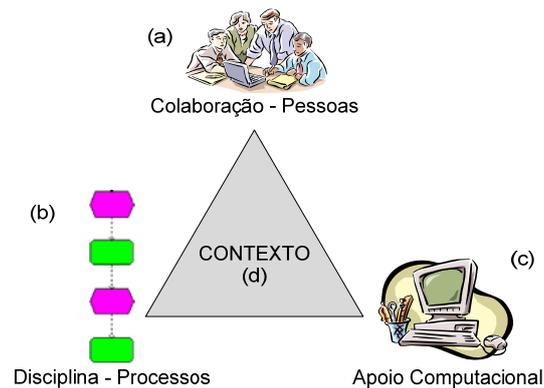 (a)
Colaboração - Pessoas
(b)
CONTEXTO
(d)
(c)
Disciplina - Processos
Apoio Computacional